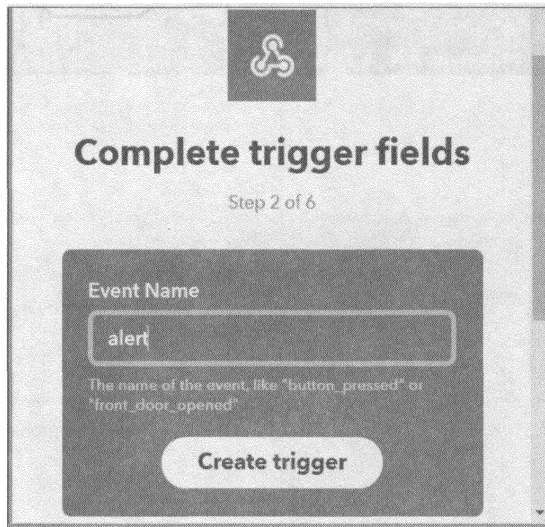 Complete trigger fields
Step 2 of 6
Event Name
alert
The name of the event, like "button_pressed" or
"front_door_opened"
Create trigger